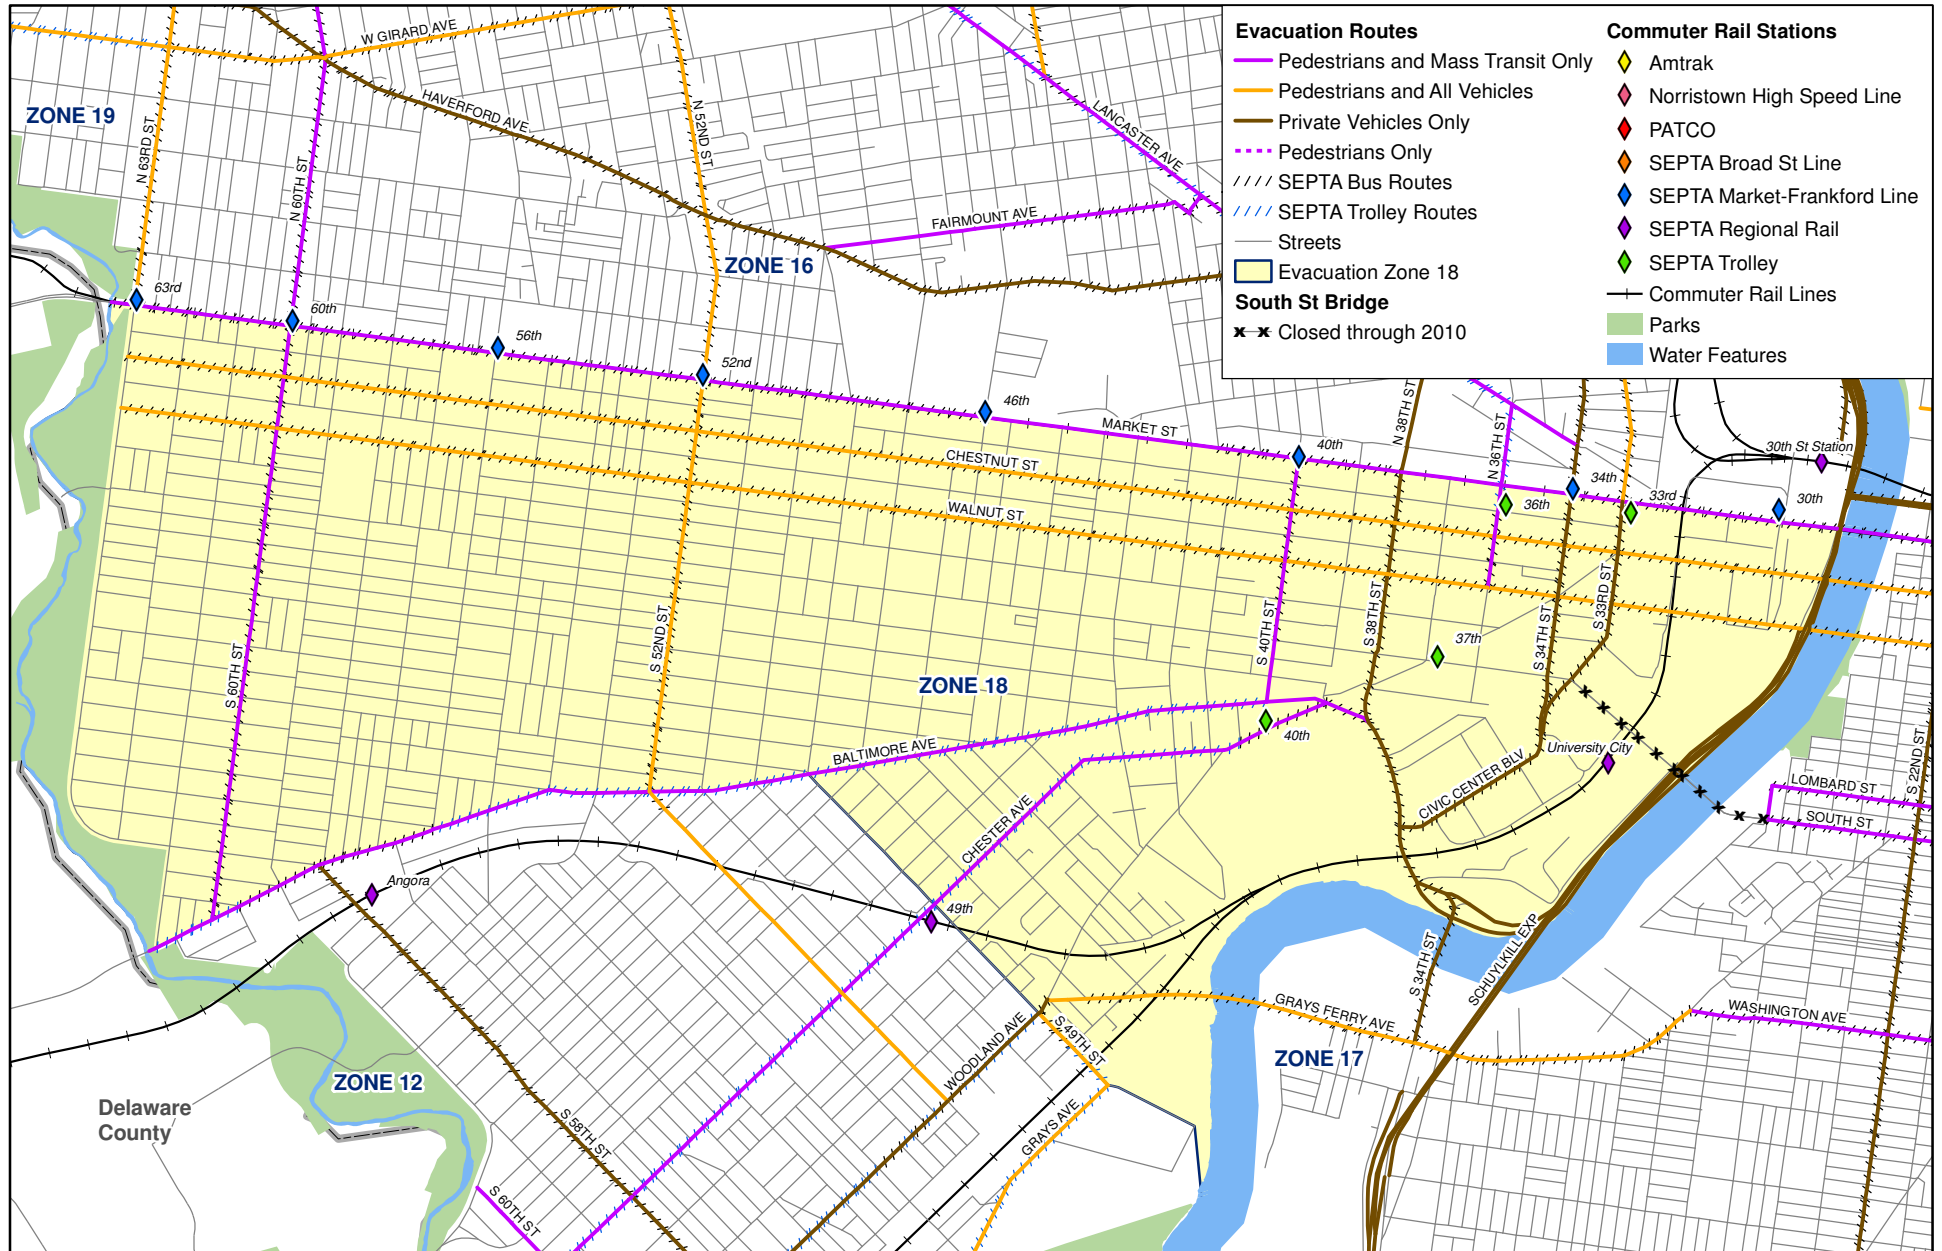 Evacuation Routes
Pedestrians and Mass Transit Only
Pedestrians and All Vehicles
Private Vehicles Only
Pedestrians Only
SEPTA Bus Routes
SEPTA Trolley Routes
Streets
Evacuation Zone 18
South St Bridge
Closed through 2010
Commuter Rail Stations
Amtrak
Norristown High Speed Line
PATCO
SEPTA Broad St Line
SEPTA Market-Frankford Line
SEPTA Regional Rail
SEPTA Trolley
Commuter Rail Lines
Parks
Water Features
W GIRARD AVE
HAVERFORD AVE
ZONE 19
N 63RD ST
N 60TH ST
N 52ND ST
LANCASTER AVE
FAIRMOUNT AVE
ZONE 16
63rd
60th
56th
52nd
46th
MARKET ST
40th
N 38TH ST
N 36TH ST
30th St Station
34th
33rd
36th
30th
CHESTNUT ST
WALNUT ST
S 60TH ST
S 52ND ST
S 40TH ST
S 38TH ST
S 34TH ST
S 33RD ST
37th
ZONE 18
40th
BALTIMORE AVE
University City
CIVIC CENTER BLV
LOMBARD ST
SOUTH ST
S 22ND ST
CHESTER AVE
Angora
49th
S 34TH ST
SCHUYLKILL EXP
GRAYS FERRY AVE
WASHINGTON AVE
WOODLAND AVE
S 49TH ST
ZONE 17
ZONE 12
Delaware
County
S 58TH ST
GRAYS AVE
S 60TH ST